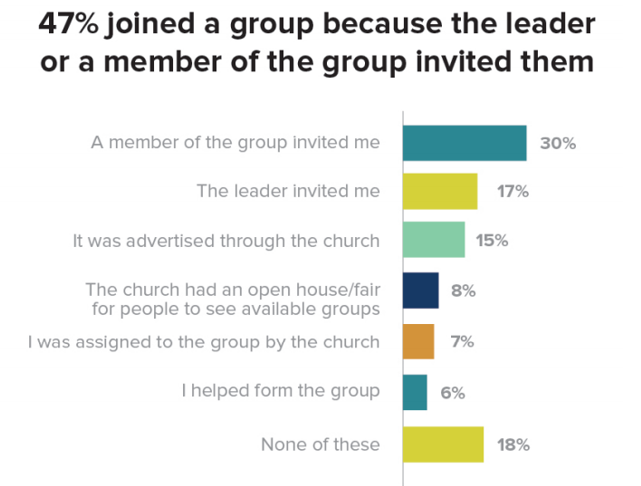 47% joined a group because the leader
or a member of the group invited them
A member of the group invited me 30%
The leader invited me 17%
It was advertised through the church 15%
The church had an open house/fair
for people to see available groups 8%
I was assigned to the group by the church 7%
I helped form the group 6%
None of these 18%